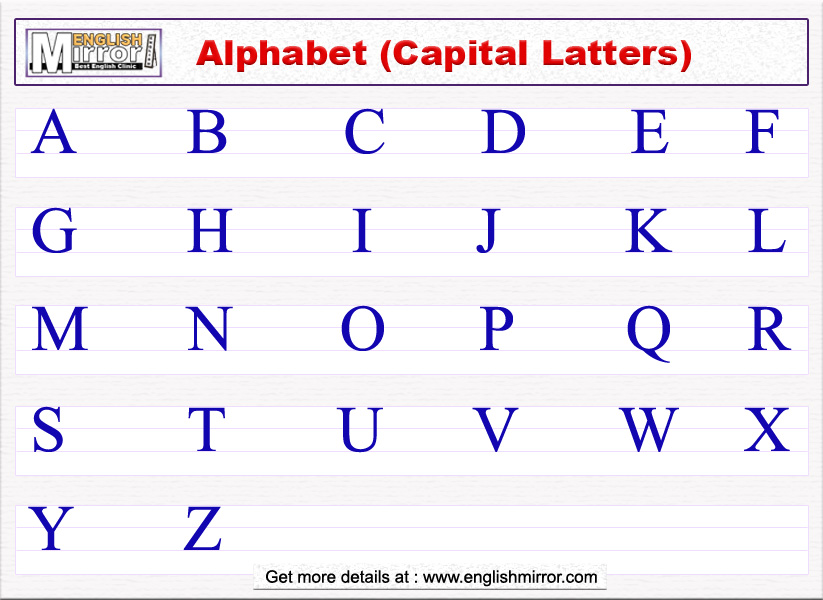 ENGLISH
Mirror
Best English Clinic
Alphabet (Capital Latters)
A B C D E F
G H I J K L
M N O P Q R
S T U V W X
Y Z
Get more details at : www.englishmirror.com